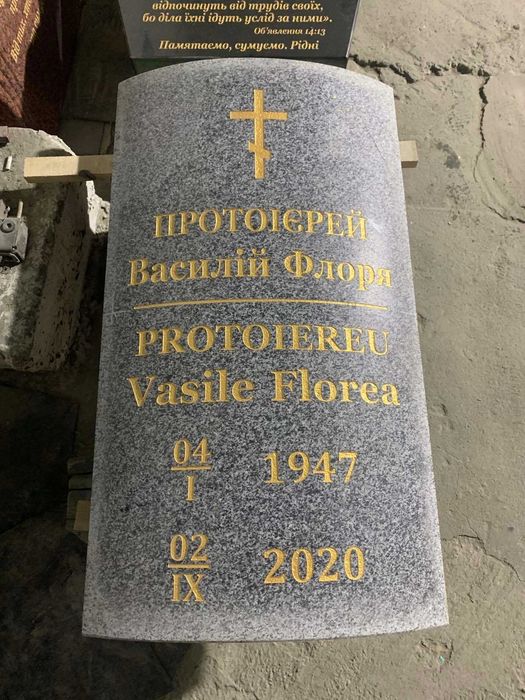 відпочинуть від трудів своїх,
бо діла їхні ідуть услід за ними».
Об'явлення 14:13
Памятаємо, сумуємо. Рідні
ПРОТОІЄРЕЙ
Василій Флоря
PROTOIEREU
Vasile Florea
04
I
1947
02
IX
2020